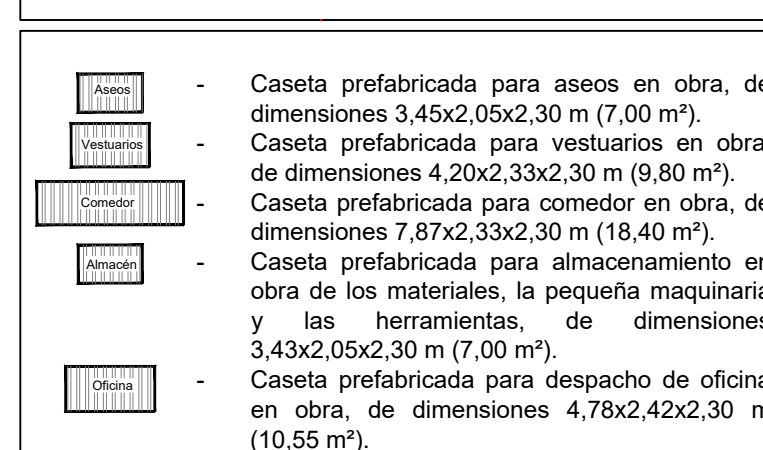 Aseos
- Caseta prefabricada para aseos en obra, de
dimensiones 3,45x2,05x2,30 m (7,00 m²).
Vestuarios
- Caseta prefabricada para vestuarios en obra
de dimensiones 4,20x2,33x2,30 m (9,80 m²).
Comedor
- Caseta prefabricada para comedor en obra, de
dimensiones 7,87x2,33x2,30 m (18,40 m²).
Almacén
- Caseta prefabricada para almacenamiento en
obra de los materiales, la pequeña maquinaria
y las herramientas, de dimensiones
3,43x2,05x2,30 m (7,00 m²).
Oficina
- Caseta prefabricada para despacho de oficina
en obra, de dimensiones 4,78x2,42x2,30 m
(10,55 m²).